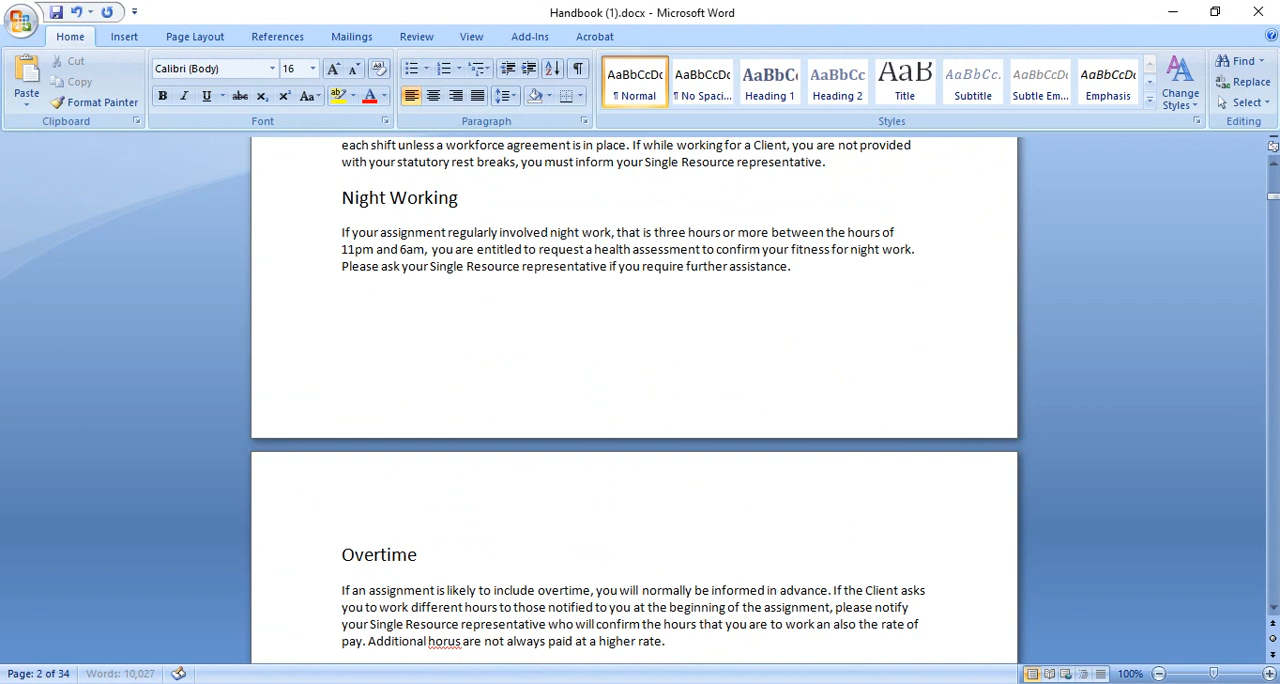 Handbook (1).docx - Microsoft Word
Home Insert Page Layout References Mailings Review View Add-Ins Acrobat
Paste
Cut
Copy
Format Painter
Clipboard
Calibri (Body) 16
Font
Paragraph
AaBbCcDc AaBbCcDc AaBbC( AaBbCc AaB AaBbCc. AaBbCcDc AaBbCcDc
¶ Normal ¶ No Spaci... Heading 1 Heading 2 Title Subtitle Subtle Em... Emphasis
Change Styles
Styles
Find
Replace
Select
Editing
each shift unless a workforce agreement is in place. If while working for a Client, you are not provided
with your statutory rest breaks, you must inform your Single Resource representative.
Night Working
If your assignment regularly involved night work, that is three hours or more between the hours of
11pm and 6am, you are entitled to request a health assessment to confirm your fitness for night work.
Please ask your Single Resource representative if you require further assistance.
Overtime
If an assignment is likely to include overtime, you will normally be informed in advance. If the Client asks
you to work different hours to those notified to you at the beginning of the assignment, please notify
your Single Resource representative who will confirm the hours that you are to work an also the rate of
pay. Additional horus are not always paid at a higher rate.
Page: 2 of 34 Words: 10,027 100%